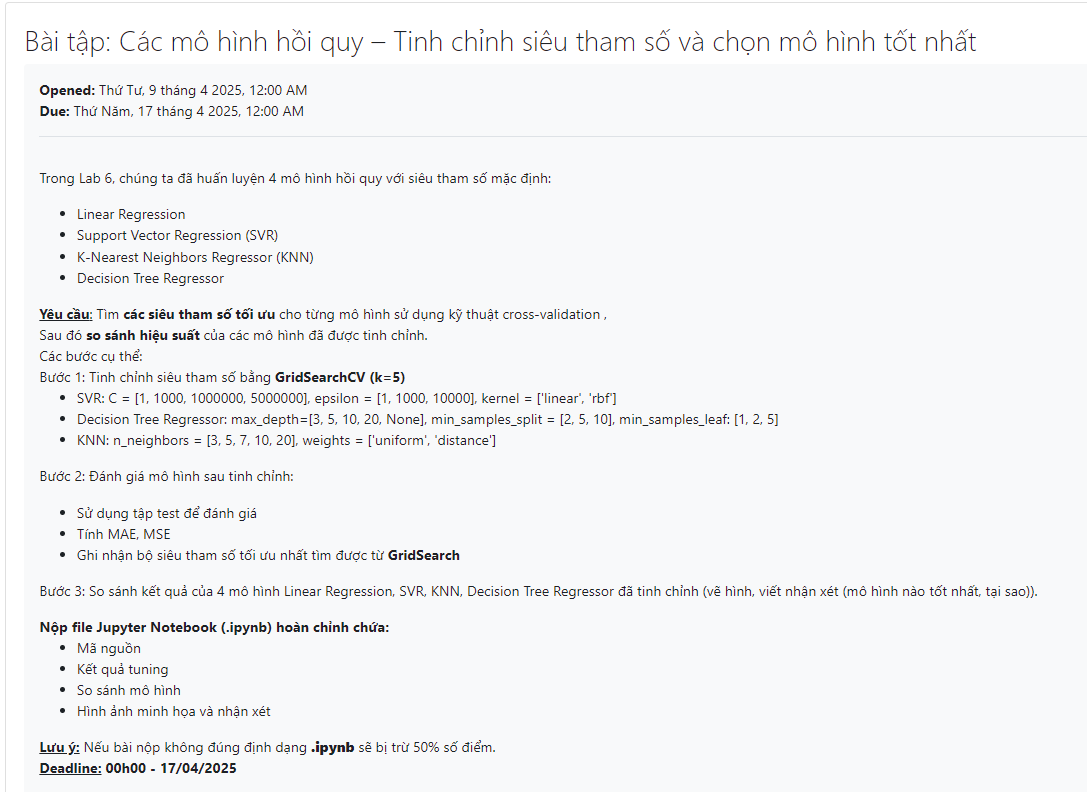 Bài tập: Các mô hình hồi quy – Tinh chỉnh siêu tham số và chọn mô hình tốt nhất
Opened: Thứ Tư, 9 tháng 4 2025, 12:00 AM
Due: Thứ Năm, 17 tháng 4 2025, 12:00 AM
Trong Lab 6, chúng ta đã huấn luyện 4 mô hình hồi quy với siêu tham số mặc định:
• Linear Regression
• Support Vector Regression (SVR)
• K-Nearest Neighbors Regressor (KNN)
• Decision Tree Regressor
Yêu cầu: Tìm các siêu tham số tối ưu cho từng mô hình sử dụng kỹ thuật cross-validation ,
Sau đó so sánh hiệu suất của các mô hình đã được tinh chỉnh.
Các bước cụ thể:
Bước 1: Tinh chỉnh siêu tham số bằng GridSearchCV (k=5)
• SVR: C = [1, 1000, 1000000, 5000000], epsilon = [1, 1000, 10000], kernel = ['linear', 'rbf']
• Decision Tree Regressor: max_depth=[3, 5, 10, 20, None], min_samples_split = [2, 5, 10], min_samples_leaf: [1, 2, 5]
• KNN: n_neighbors = [3, 5, 7, 10, 20], weights = ['uniform', 'distance']
Bước 2: Đánh giá mô hình sau tinh chỉnh:
• Sử dụng tập test để đánh giá
• Tính MAE, MSE
• Ghi nhận bộ siêu tham số tối ưu nhất tìm được từ GridSearch
Bước 3: So sánh kết quả của 4 mô hình Linear Regression, SVR, KNN, Decision Tree Regressor đã tinh chỉnh (vẽ hình, viết nhận xét (mô hình nào tốt nhất, tại sao)).
Nộp file Jupyter Notebook (.ipynb) hoàn chỉnh chứa:
• Mã nguồn
• Kết quả tuning
• So sánh mô hình
• Hình ảnh minh họa và nhận xét
Lưu ý: Nếu bài nộp không đúng định dạng .ipynb sẽ bị trừ 50% số điểm.
Deadline: 00h00 - 17/04/2025